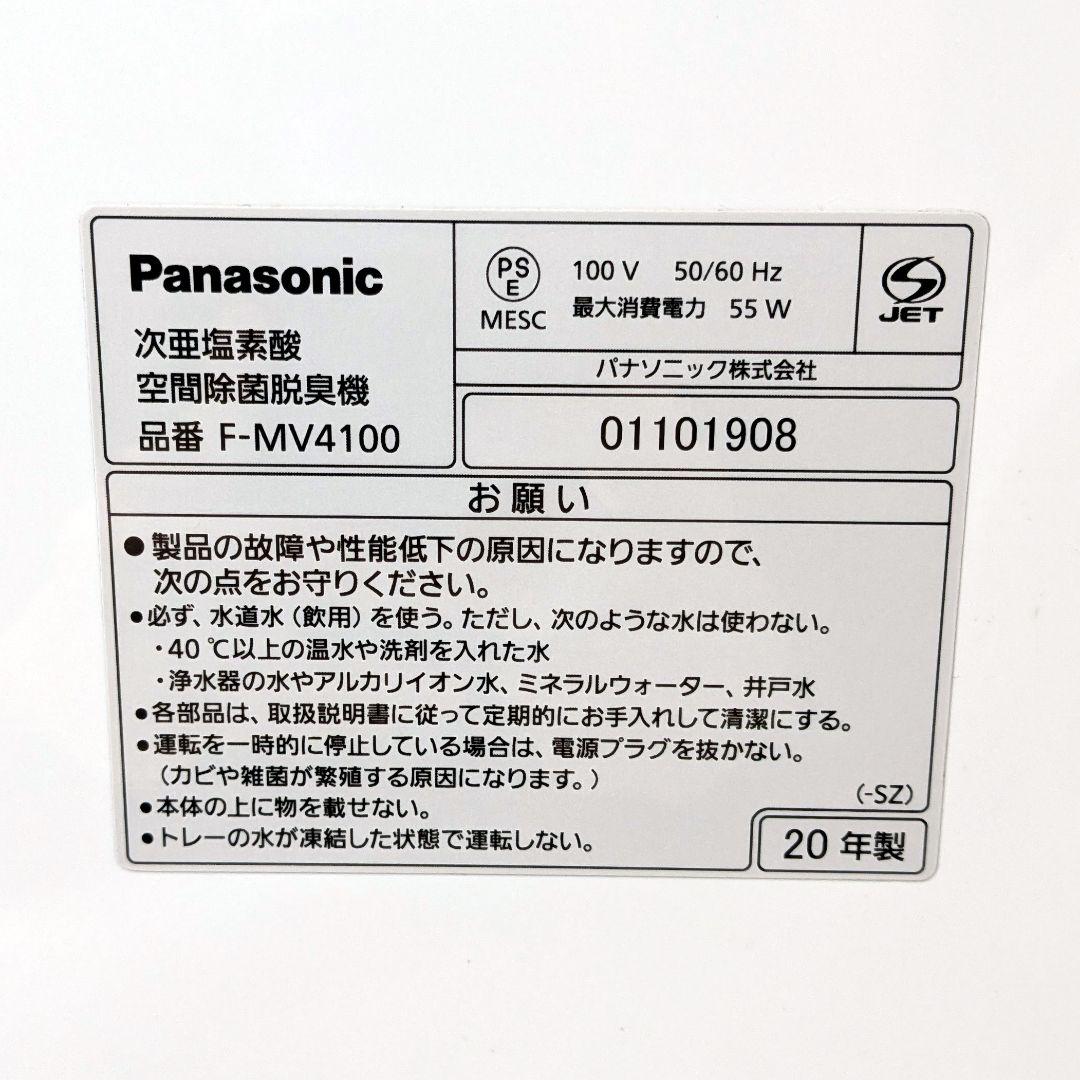 Panasonic
次亜塩素酸
空間除菌脱臭機
品番 F-MV4100
PS
E
MESC
100 V 50/60 Hz
最大消費電力 55 W
JET
パナソニック株式会社
01101908
お願い
●製品の故障や性能低下の原因になりますので、
次の点をお守りください。
●必ず、水道水(飲用)を使う。ただし、次のような水は使わない。
・40 ℃以上の温水や洗剤を入れた水
・浄水器の水やアルカリイオン水、ミネラルウォーター、井戸水
●各部品は、取扱説明書に従って定期的にお手入れして清潔にする。
●運転を一時的に停止している場合は、電源プラグを抜かない。
(カビや雑菌が繁殖する原因になります。)
●本体の上に物を載せない。
●トレーの水が凍結した状態で運転しない。
(-SZ)
20 年製